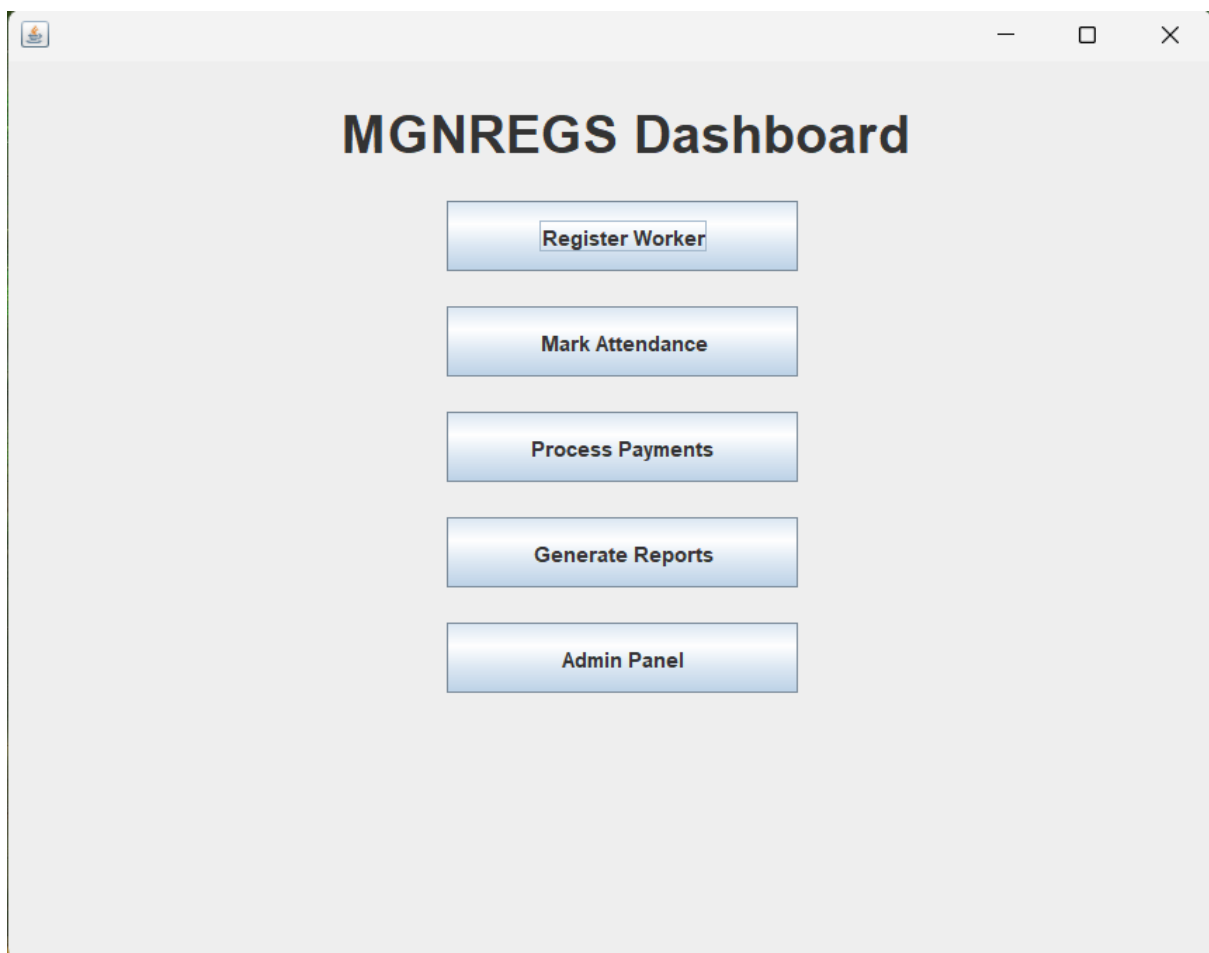 MGNREGS Dashboard
Register Worker
Mark Attendance
Process Payments
Generate Reports
Admin Panel